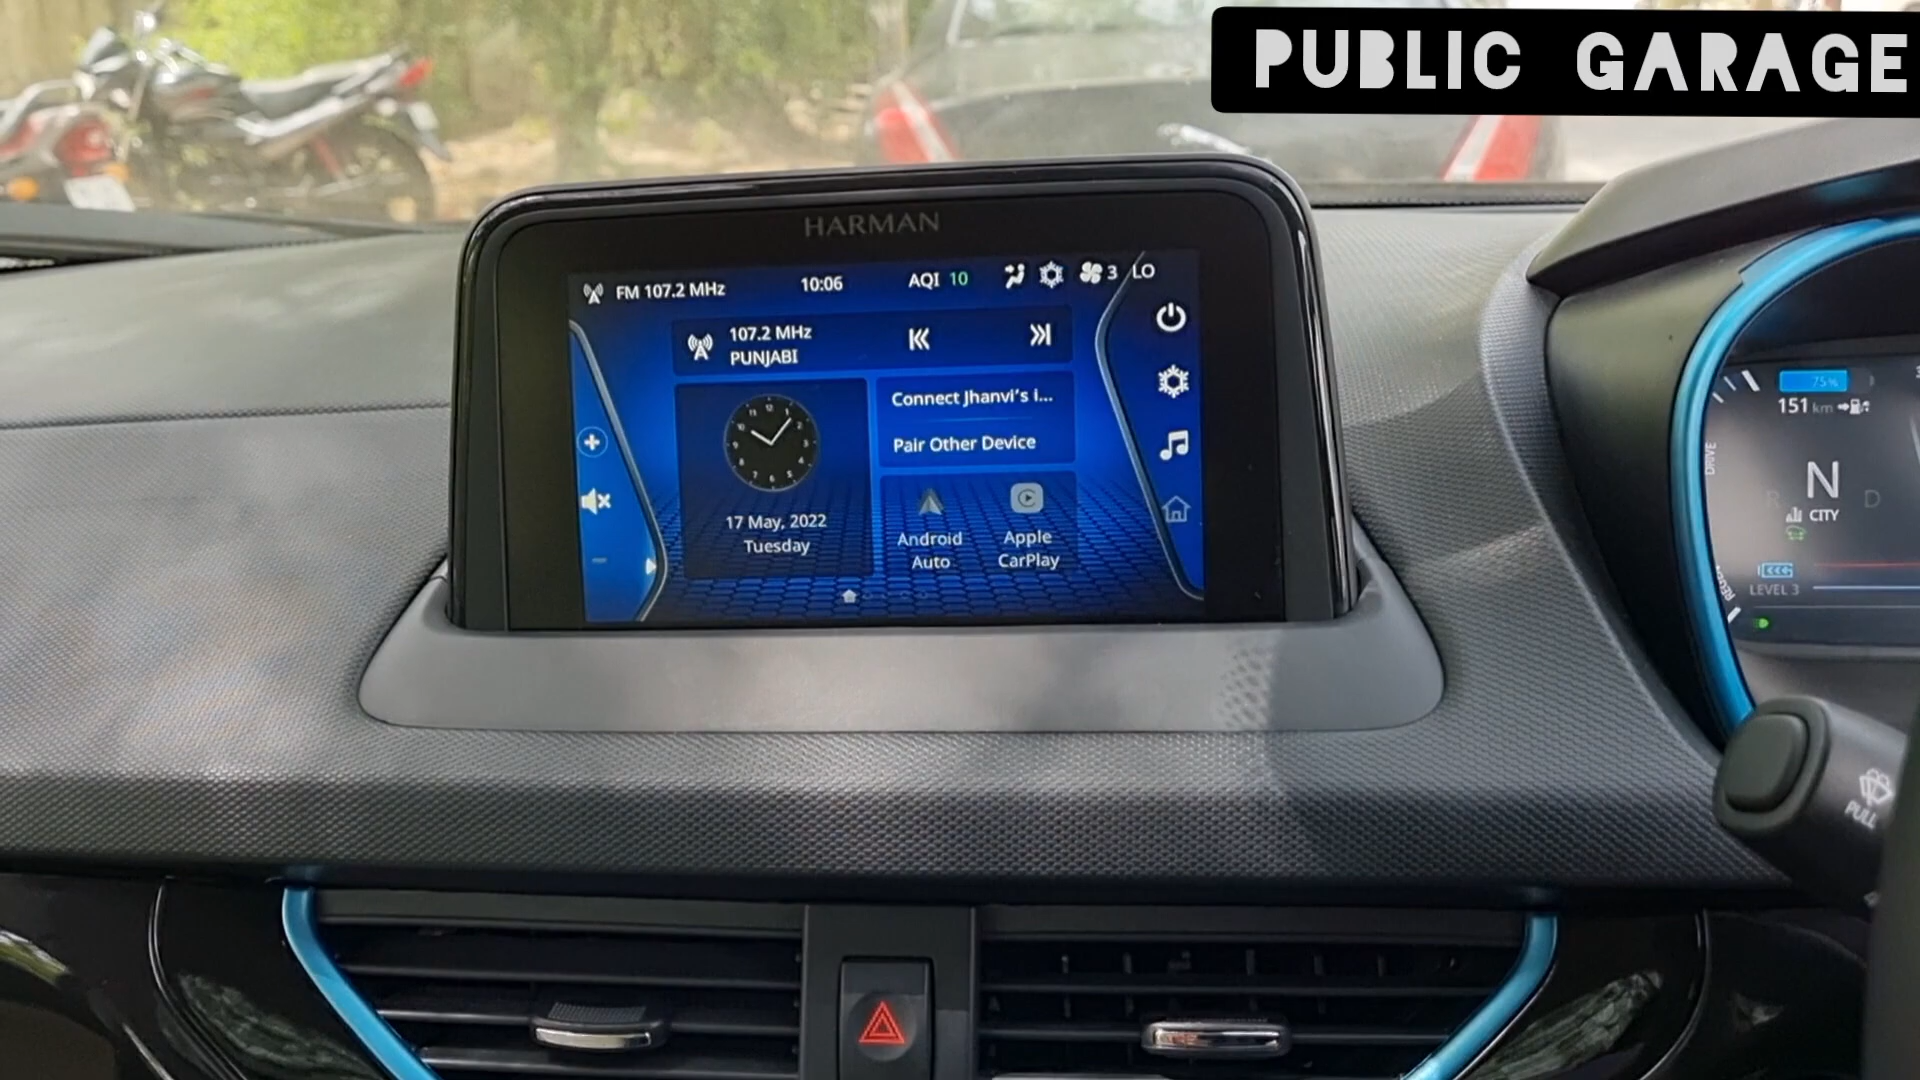 PUBLIC GARAGE
HARMAN
FM 107.2 MHz
10:06
AQI 10
3 LO
107.2 MHz
PUNJABI
Connect Jhanvi's i...
Pair Other Device
17 May, 2022
Tuesday
Android
Auto
Apple
CarPlay
75%
151 km
DRIVE
R N D
CITY
LEVEL 3
PULL